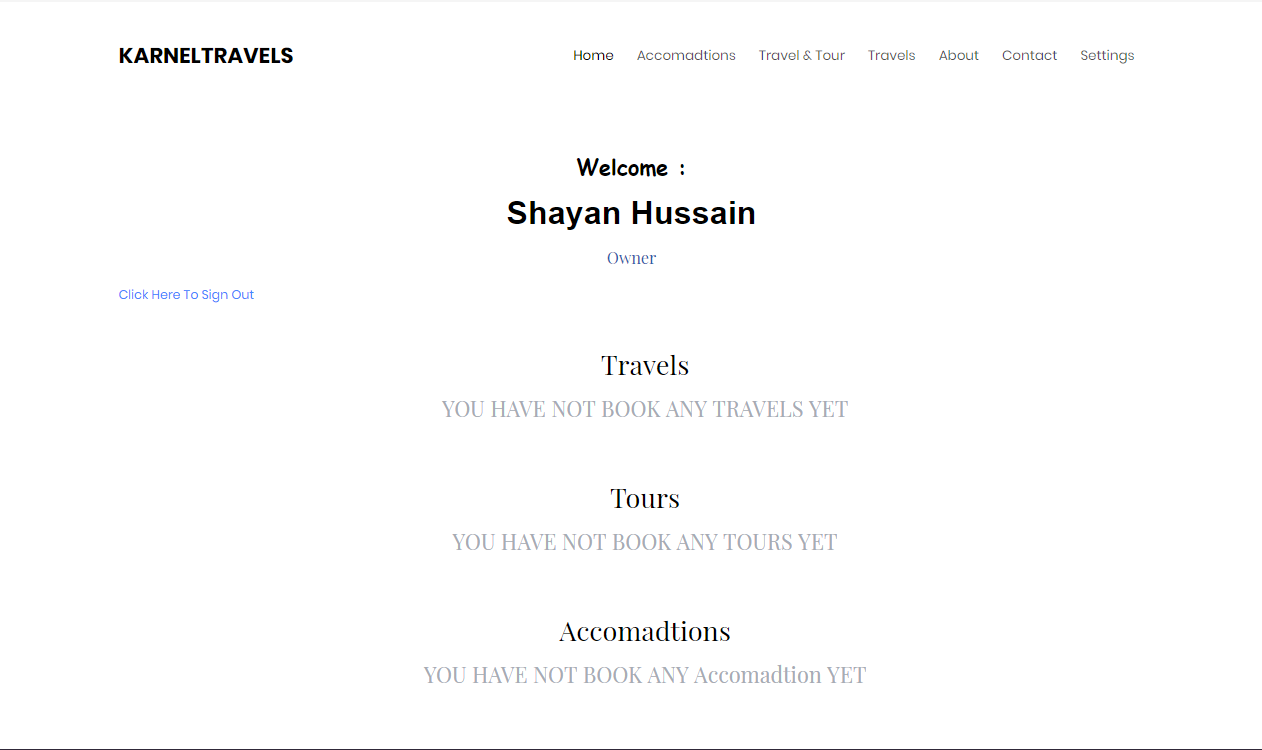 KARNELTRAVELS
Home Accomadtions Travel & Tour Travels About Contact Settings
Welcome :
Shayan Hussain
Owner
Click Here To Sign Out
Travels
YOU HAVE NOT BOOK ANY TRAVELS YET
Tours
YOU HAVE NOT BOOK ANY TOURS YET
Accomadtions
YOU HAVE NOT BOOK ANY Accomadtion YET